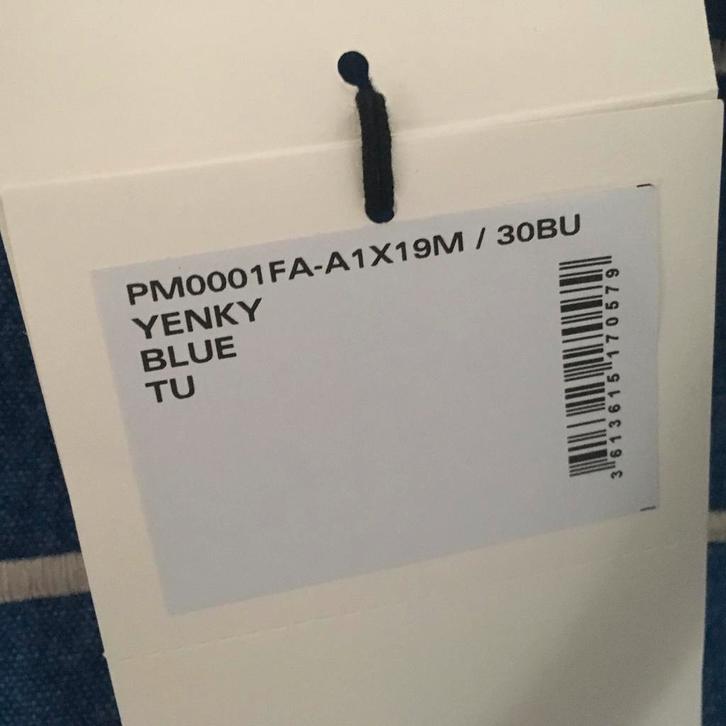 PM0001FA-A1X19M / 30BU
YENKY
BLUE
TU
3613615170579